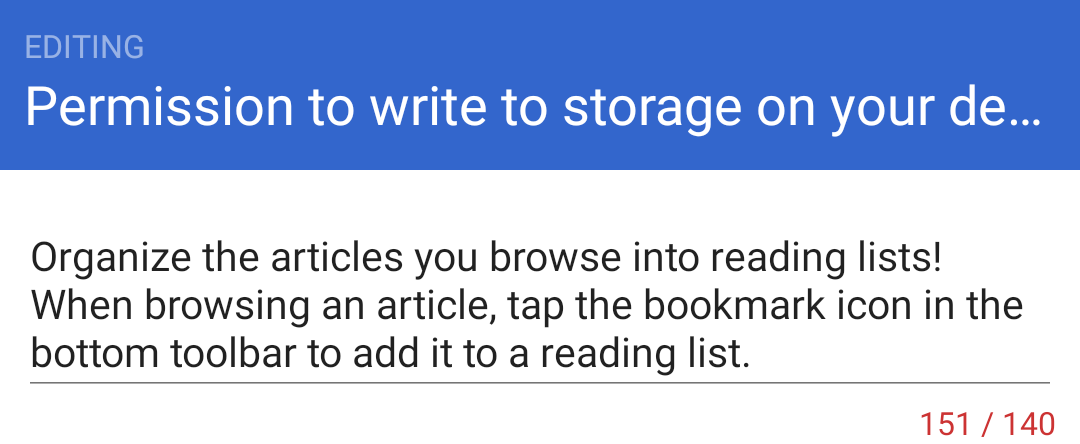 EDITING
Permission to write to storage on your de...
Organize the articles you browse into reading lists!
When browsing an article, tap the bookmark icon in the
bottom toolbar to add it to a reading list.
151 / 140